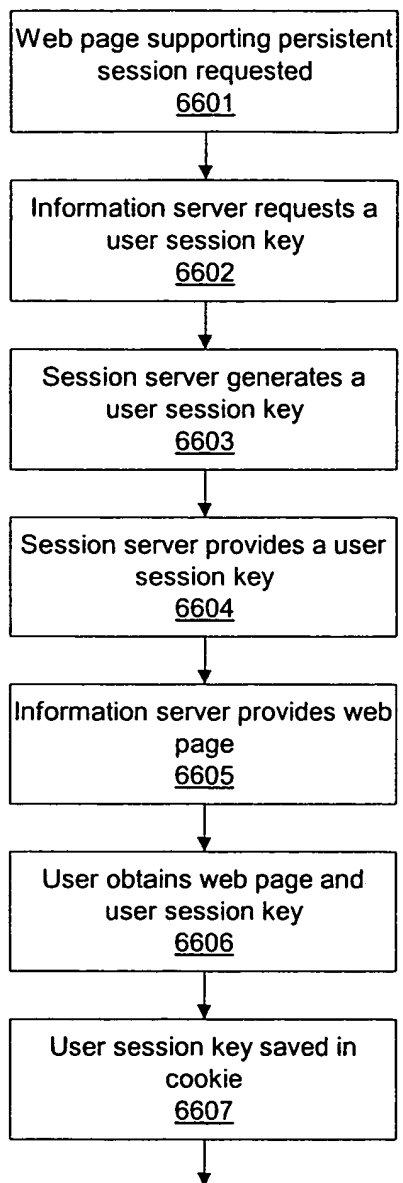 Web page supporting persistent
session requested
6601
Information server requests a
user session key
6602
Session server generates a
user session key
6603
Session server provides a user
session key
6604
Information server provides web
page
6605
User obtains web page and
user session key
6606
User session key saved in
cookie
6607